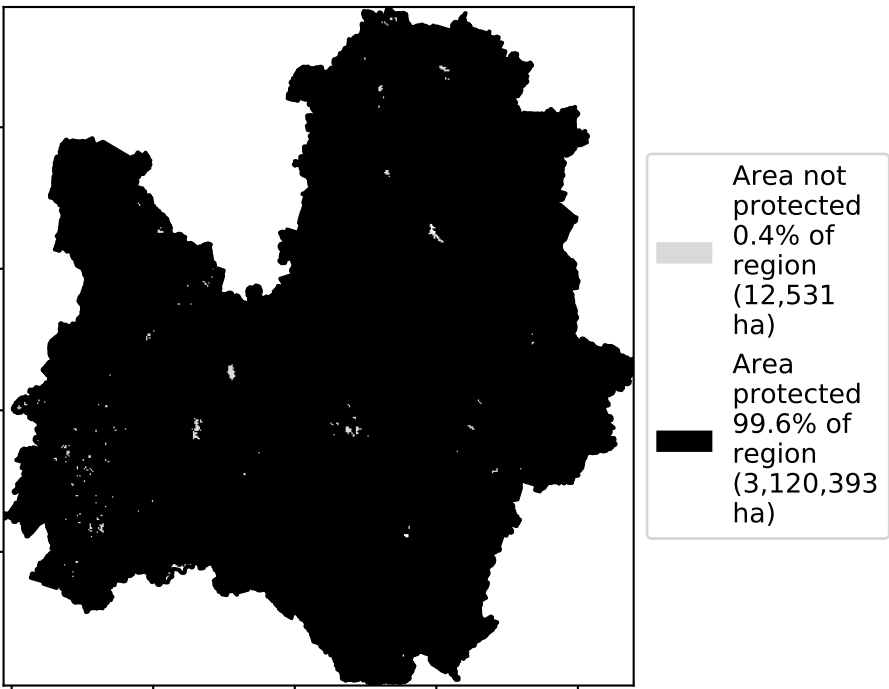 Area not
protected
0.4% of
region
(12,531
ha)
Area
protected
99.6% of
region
(3,120,393
ha)